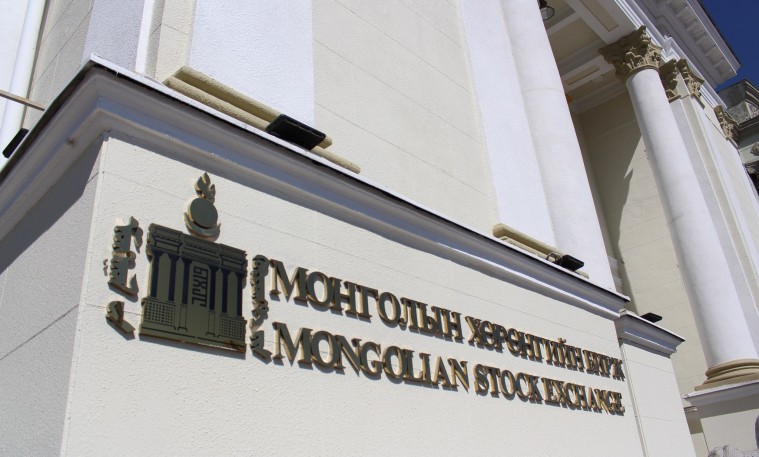 МОНГОЛЫН ХӨРӨНГИЙН БИРЖ
MONGOLIAN STOCK EXCHANGE